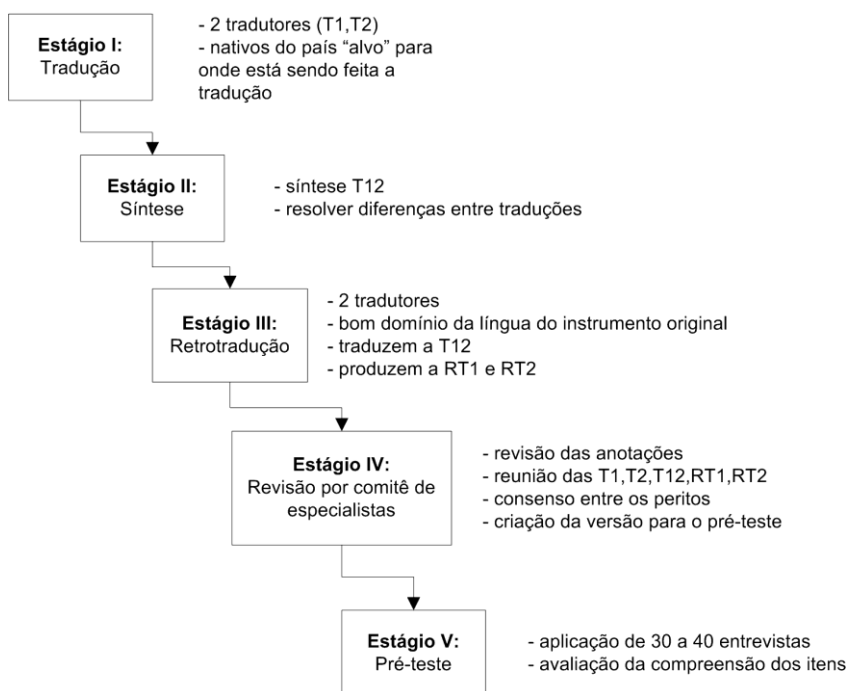 Estágio I:
Tradução
- 2 tradutores (T1,T2)
- nativos do país “alvo” para
onde está sendo feita a
tradução
Estágio II:
Síntese
- síntese T12
- resolver diferenças entre traduções
Estágio III:
Retrotradução
- 2 tradutores
- bom domínio da língua do instrumento original
- traduzem a T12
- produzem a RT1 e RT2
Estágio IV:
Revisão por comitê de
especialistas
- revisão das anotações
- reunião das T1,T2,T12,RT1,RT2
- consenso entre os peritos
- criação da versão para o pré-teste
Estágio V:
Pré-teste
- aplicação de 30 a 40 entrevistas
- avaliação da compreensão dos itens